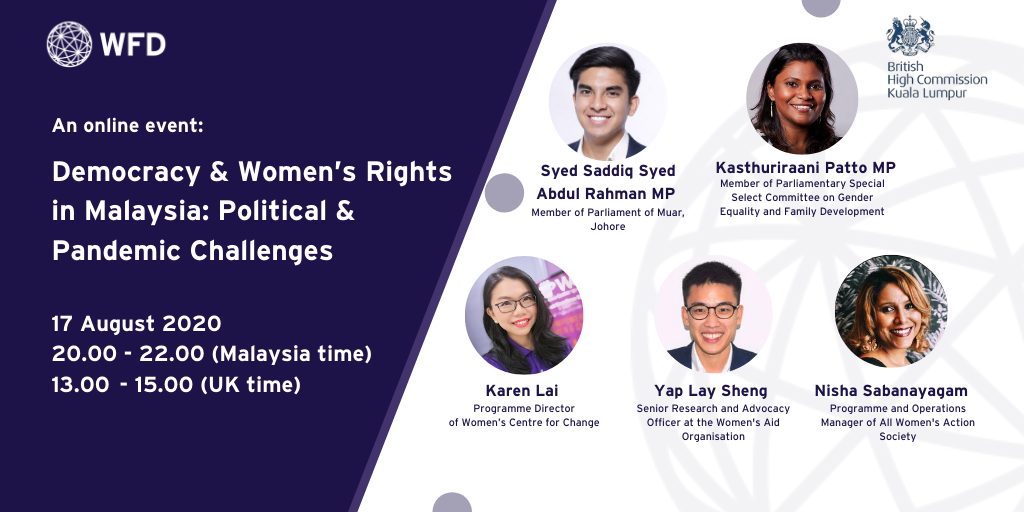 WFD
An online event:
Democracy & Women's Rights
in Malaysia: Political &
Pandemic Challenges
17 August 2020
20.00 - 22.00 (Malaysia time)
13.00 - 15.00 (UK time)
British
High Commission
Kuala Lumpur
Syed Saddiq Syed
Abdul Rahman MP
Member of Parliament of Muar,
Johore
Kasthuriraani Patto MP
Member of Parliamentary Special
Select Committee on Gender
Equality and Family Development
Karen Lai
Programme Director
of Women's Centre for Change
Yap Lay Sheng
Senior Research and Advocacy
Officer at the Women's Aid
Organisation
Nisha Sabanayagam
Programme and Operations
Manager of All Women's Action
Society